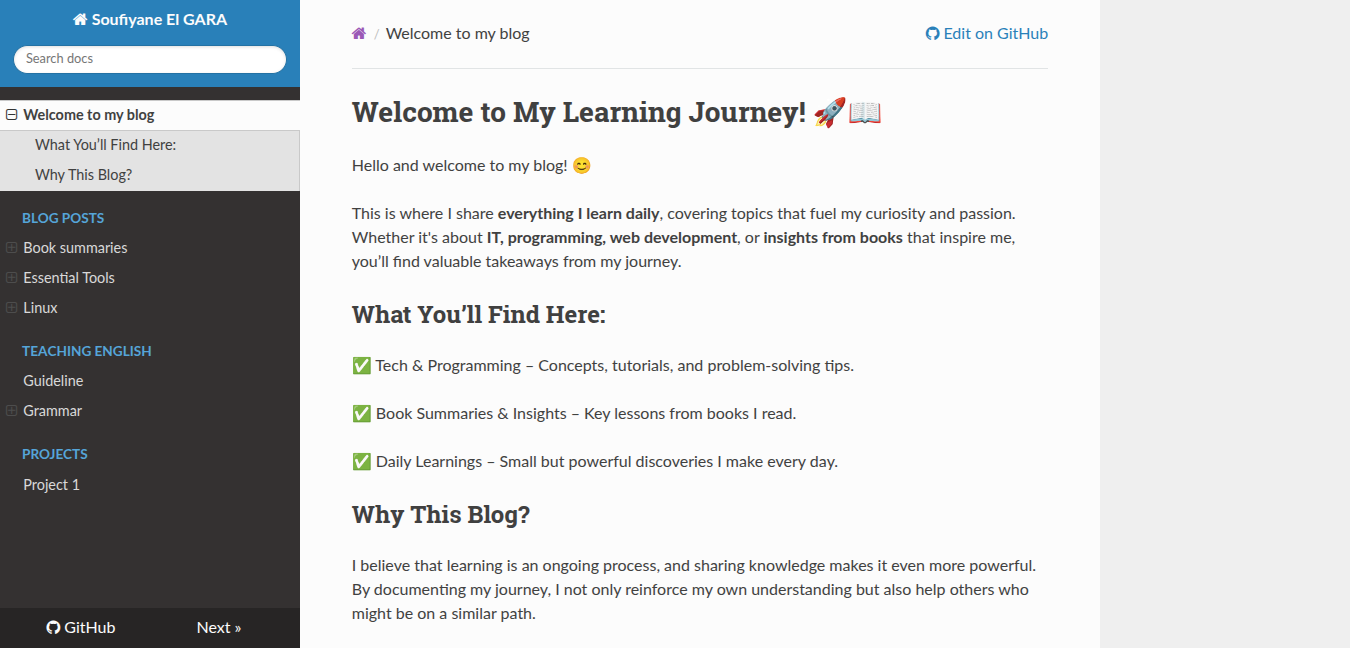 Soufiyane El GARA
Search docs
Welcome to my blog
What You’ll Find Here:
Why This Blog?
BLOG POSTS
Book summaries
Essential Tools
Linux
TEACHING ENGLISH
Guideline
Grammar
PROJECTS
Project 1
GitHub
Next »
/ Welcome to my blog
Edit on GitHub
Welcome to My Learning Journey! 🚀📖
Hello and welcome to my blog! 😊
This is where I share everything I learn daily, covering topics that fuel my curiosity and passion.
Whether it's about IT, programming, web development, or insights from books that inspire me,
you’ll find valuable takeaways from my journey.
What You’ll Find Here:
✅ Tech & Programming – Concepts, tutorials, and problem-solving tips.
✅ Book Summaries & Insights – Key lessons from books I read.
✅ Daily Learnings – Small but powerful discoveries I make every day.
Why This Blog?
I believe that learning is an ongoing process, and sharing knowledge makes it even more powerful.
By documenting my journey, I not only reinforce my own understanding but also help others who
might be on a similar path.